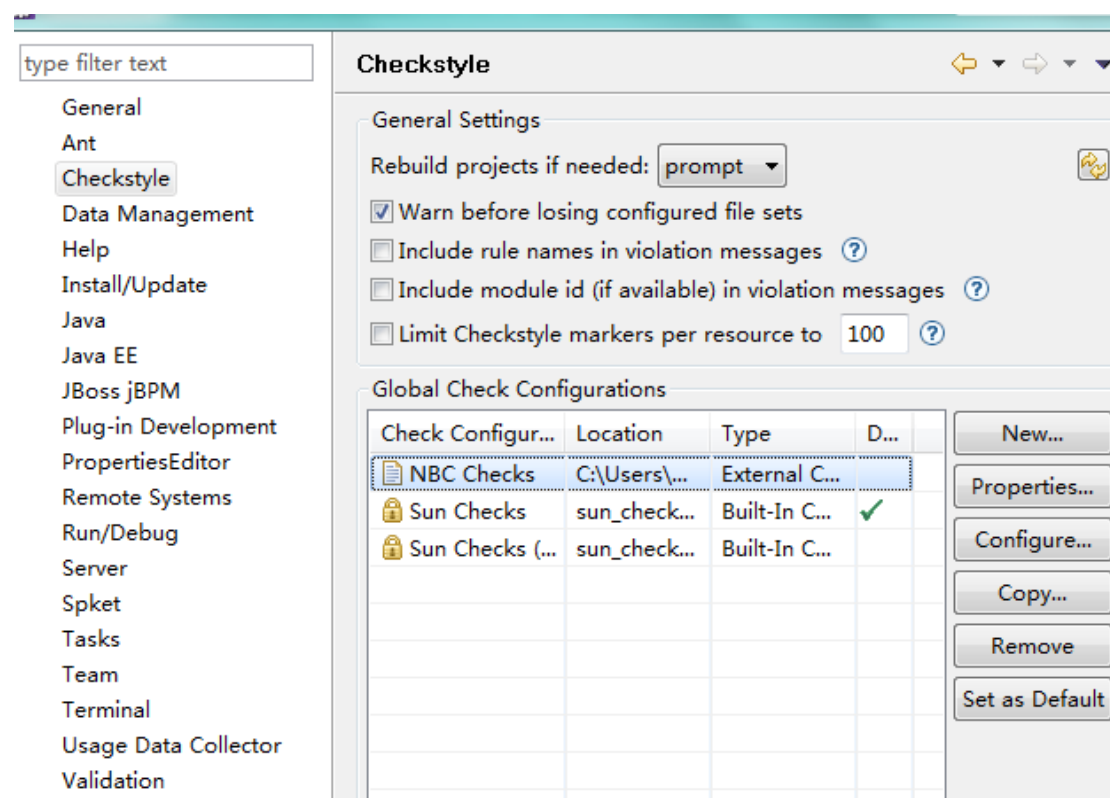 type filter text
General
Ant
Checkstyle
Data Management
Help
Install/Update
Java
Java EE
JBoss jBPM
Plug-in Development
PropertiesEditor
Remote Systems
Run/Debug
Server
Spket
Tasks
Team
Terminal
Usage Data Collector
Validation
Checkstyle
General Settings
Rebuild projects if needed: prompt
Warn before losing configured file sets
Include rule names in violation messages ?
Include module id (if available) in violation messages ?
Limit Checkstyle markers per resource to 100 ?
Global Check Configurations
Check Configur... Location Type D...
NBC Checks C:\Users\... External C...
Sun Checks sun_check... Built-In C...
Sun Checks (... sun_check... Built-In C...
New...
Properties...
Configure...
Copy...
Remove
Set as Default